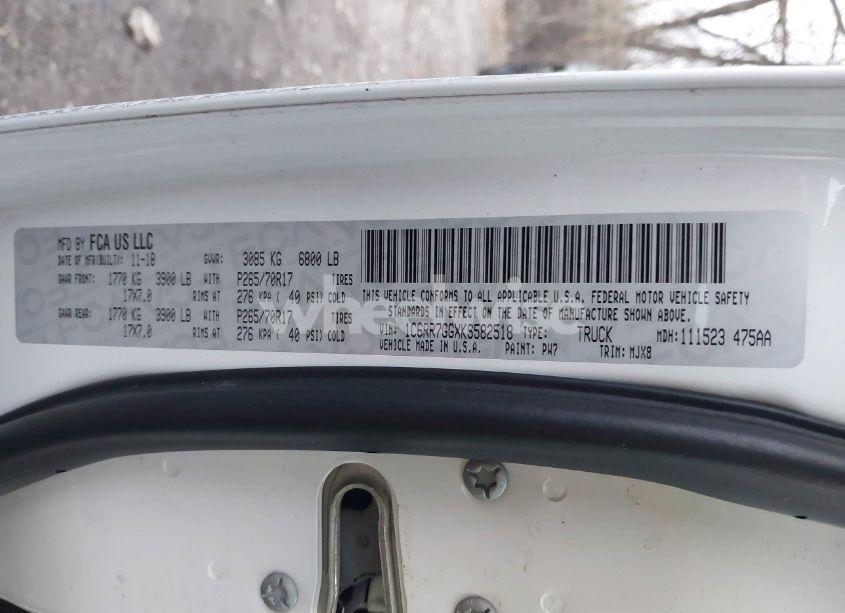 MFD BY FCA US LLC
DATE OF MFR(BUILT): 11-18 GVWR: 3085 KG 6800 LB
GAWR FRONT: 1770 KG 3900 LB WITH P265/70R17 TIRES
17X7.0 RIMS AT 276 KPA ( 40 PSI) COLD
GAWR REAR: 1770 KG 3900 LB WITH P265/70R17 TIRES
17X7.0 RIMS AT 276 KPA ( 40 PSI) COLD
THIS VEHICLE CONFORMS TO ALL APPLICABLE U.S.A. FEDERAL MOTOR VEHICLE SAFETY
STANDARDS IN EFFECT ON THE DATE OF MANUFACTURE SHOWN ABOVE.
VIN: 1C6RR7GGXKS582518 TYPE: TRUCK MDH: 111523 475AA
VEHICLE MADE IN U.S.A. PAINT: PW7 TRIM: MJX8